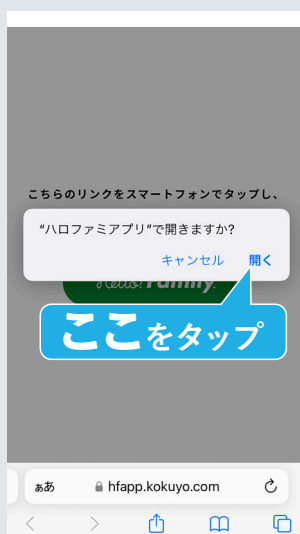 こちらのリンクをスマートフォンでタップし、
“ハロファミアプリ”で開きますか?
キャンセル 開く
Hello! Family.
ここをタップ
ぁあ hfapp.kokuyo.com